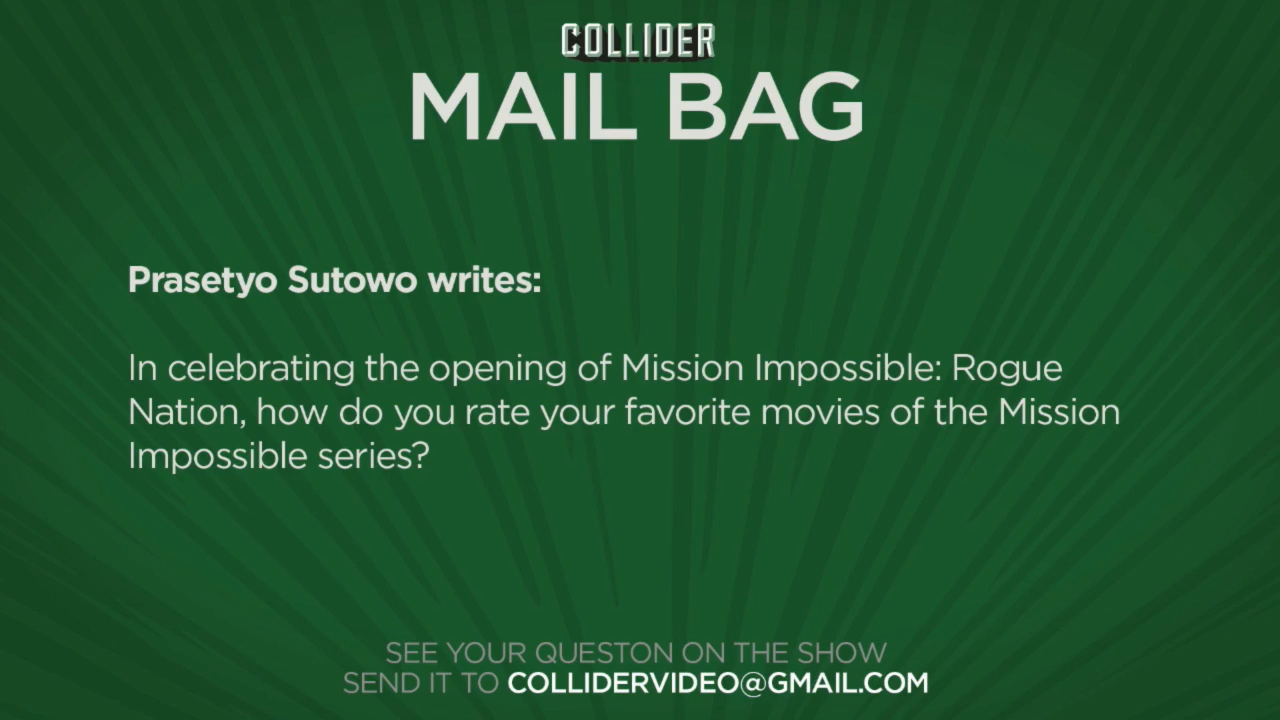 COLLIDER
MAIL BAG
Prasetyo Sutowo writes:
In celebrating the opening of Mission Impossible: Rogue
Nation, how do you rate your favorite movies of the Mission
Impossible series?
SEE YOUR QUESTON ON THE SHOW
SEND IT TO COLLIDERVIDEO@GMAIL.COM